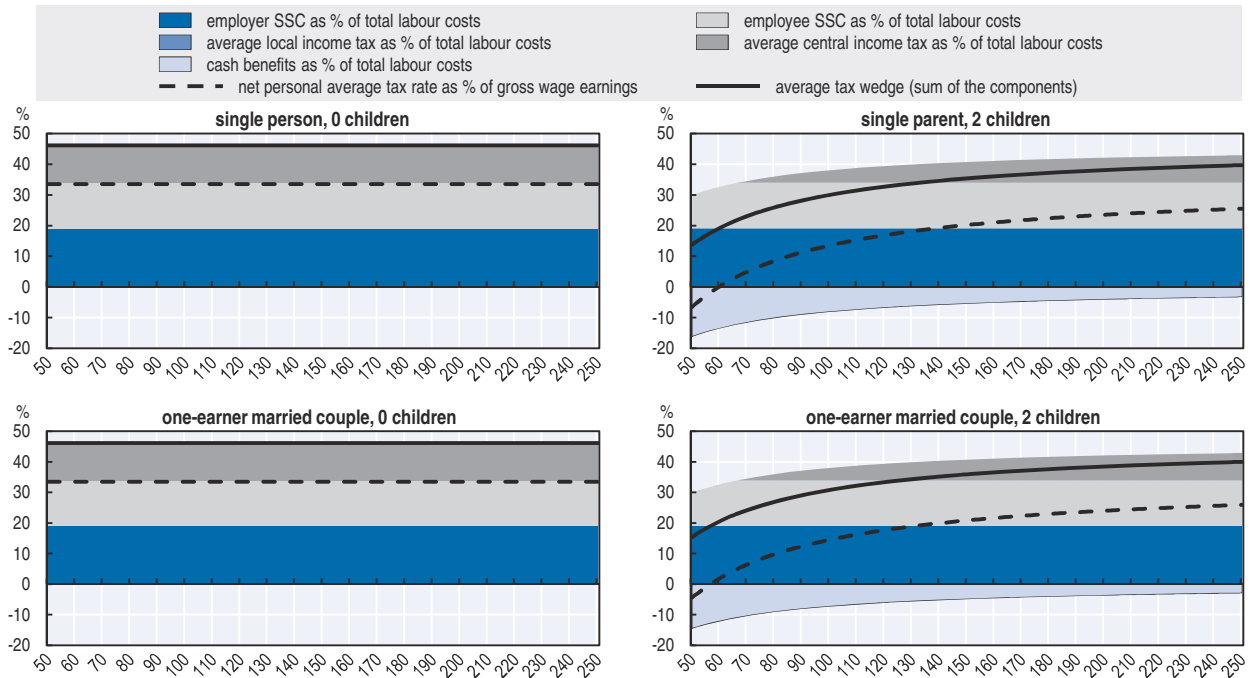 employer SSC as % of total labour costs
employee SSC as % of total labour costs
average local income tax as % of total labour costs
average central income tax as % of total labour costs
cash benefits as % of total labour costs
net personal average tax rate as % of gross wage earnings
average tax wedge (sum of the components)
%
single person, 0 children
50
40
30
20
10
0
-10
-20
50 60 70 80 90 100 110 120 130 140 150 160 170 180 190 200 210 220 230 240 250
%
single parent, 2 children
50
40
30
20
10
0
-10
-20
50 60 70 80 90 100 110 120 130 140 150 160 170 180 190 200 210 220 230 240 250
%
one-earner married couple, 0 children
50
40
30
20
10
0
-10
-20
50 60 70 80 90 100 110 120 130 140 150 160 170 180 190 200 210 220 230 240 250
%
one-earner married couple, 2 children
50
40
30
20
10
0
-10
-20
50 60 70 80 90 100 110 120 130 140 150 160 170 180 190 200 210 220 230 240 250